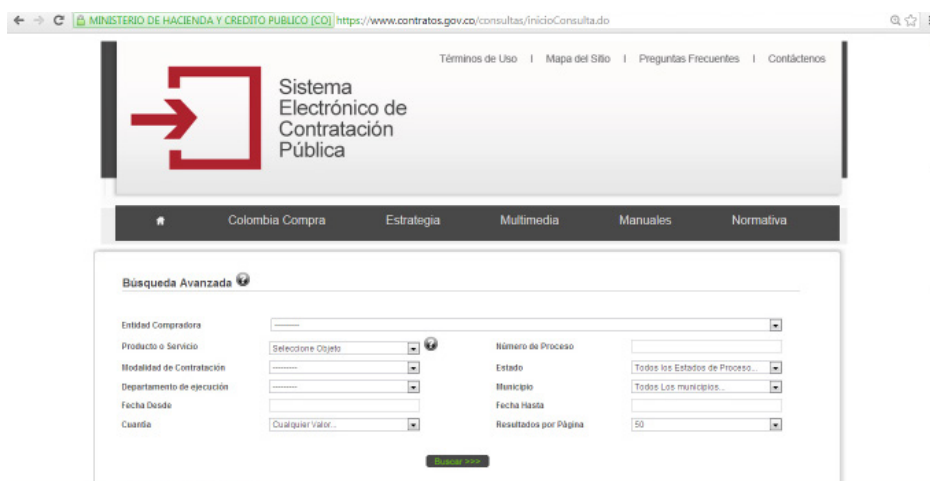 MINISTERIO DE HACIENDA Y CREDITO PUBLICO [CO] https://www.contratos.gov.co/consultas/inicioConsulta.do
Términos de Uso | Mapa del Sitio | Preguntas Frecuentes | Contáctenos
Sistema
Electrónico de
Contratación
Pública
Colombia Compra Estrategia Multimedia Manuales Normativa
Búsqueda Avanzada
Entidad Compradora ----------
Producto o Servicio Seleccione Objeto Número de Proceso
Modalidad de Contratación ---------- Estado Todos los Estados de Proceso...
Departamento de ejecución ---------- Municipio Todos Los municipios...
Fecha Desde Fecha Hasta
Cuantía Cualquier Valor... Resultados por Página 50
Buscar >>>